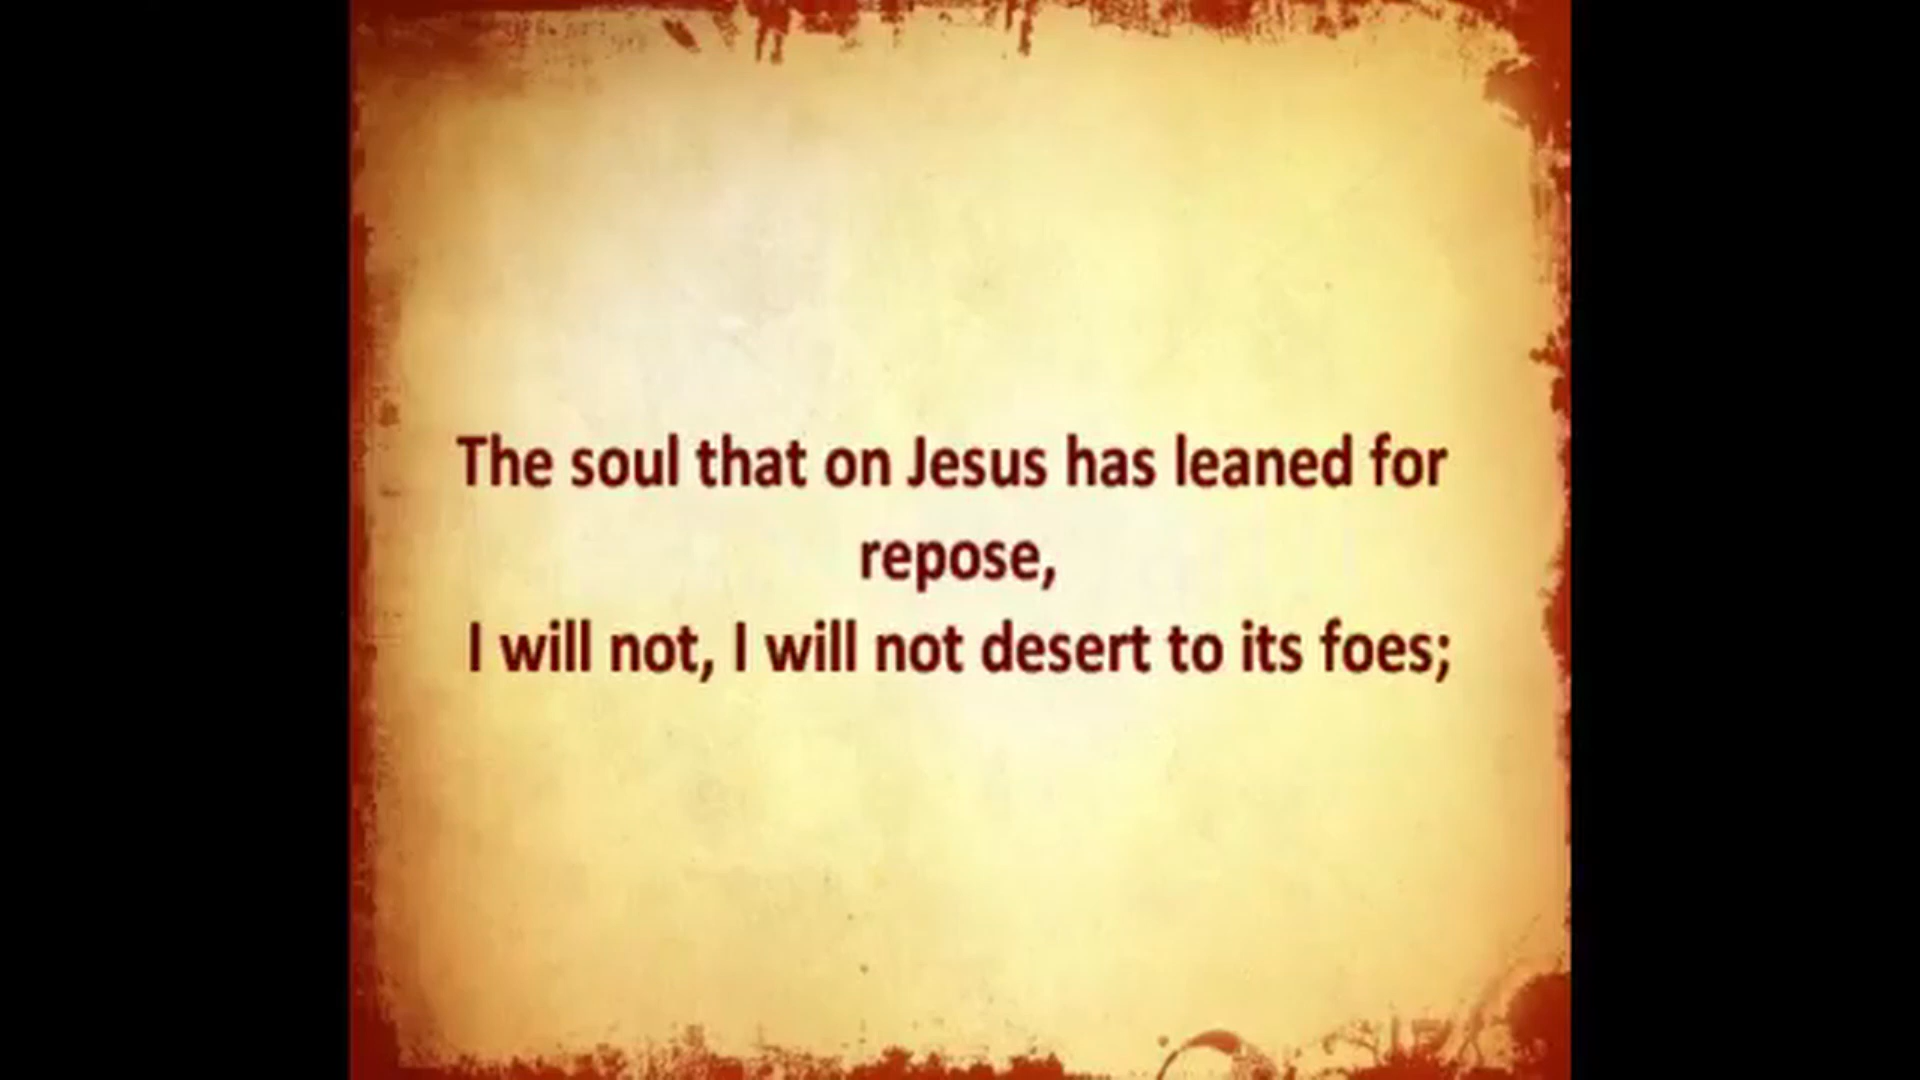 The soul that on Jesus has leaned for
repose,
I will not, I will not desert to its foes;